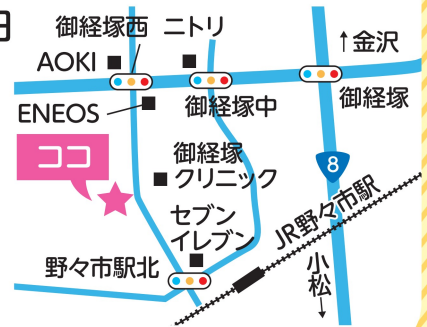 御経塚西
ニトリ
↑金沢
AOKI
ENEOS
御経塚中
御経塚
ココ
御経塚
クリニック
8
セブン
イレブン
JR野々市駅
野々市駅北
小松→